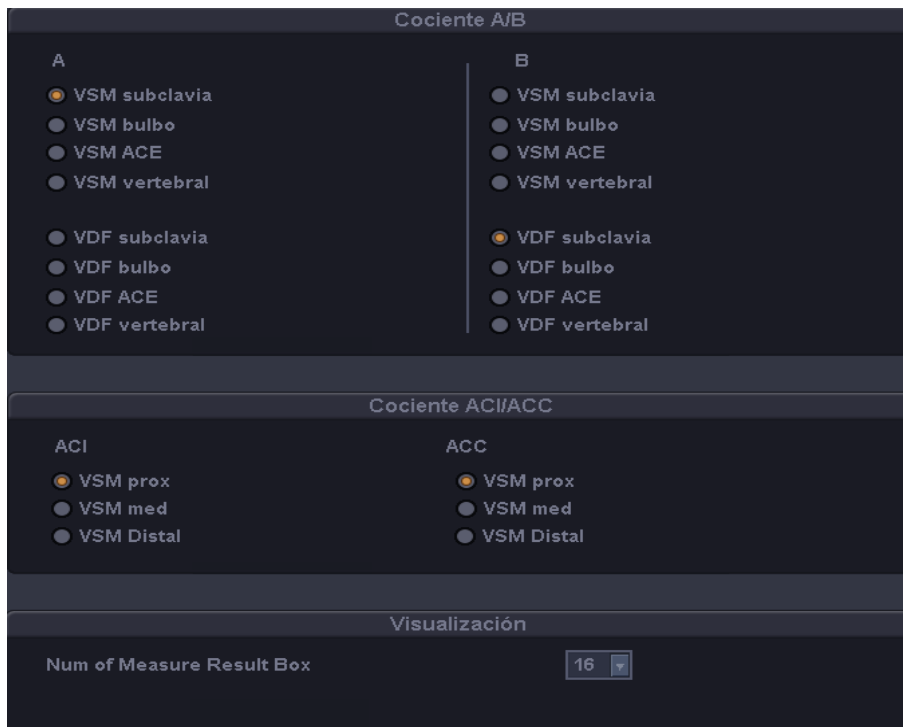 Cociente A/B
A B
VSM subclavia VSM subclavia
VSM bulbo VSM bulbo
VSM ACE VSM ACE
VSM vertebral VSM vertebral
VDF subclavia VDF subclavia
VDF bulbo VDF bulbo
VDF ACE VDF ACE
VDF vertebral VDF vertebral
Cociente ACI/ACC
ACI ACC
VSM prox VSM prox
VSM med VSM med
VSM Distal VSM Distal
Visualización
Num of Measure Result Box 16